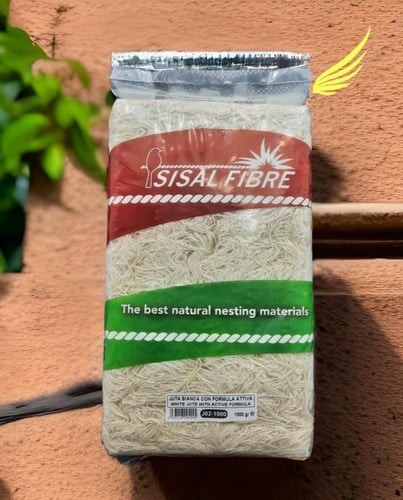 SISAL FIBRE
The best natural nesting materials
JUTA BIANCA CON FORMULA ATTIVA
WHITE JUTE WITH ACTIVE FORMULA
J02-1000
1000 gr ℮